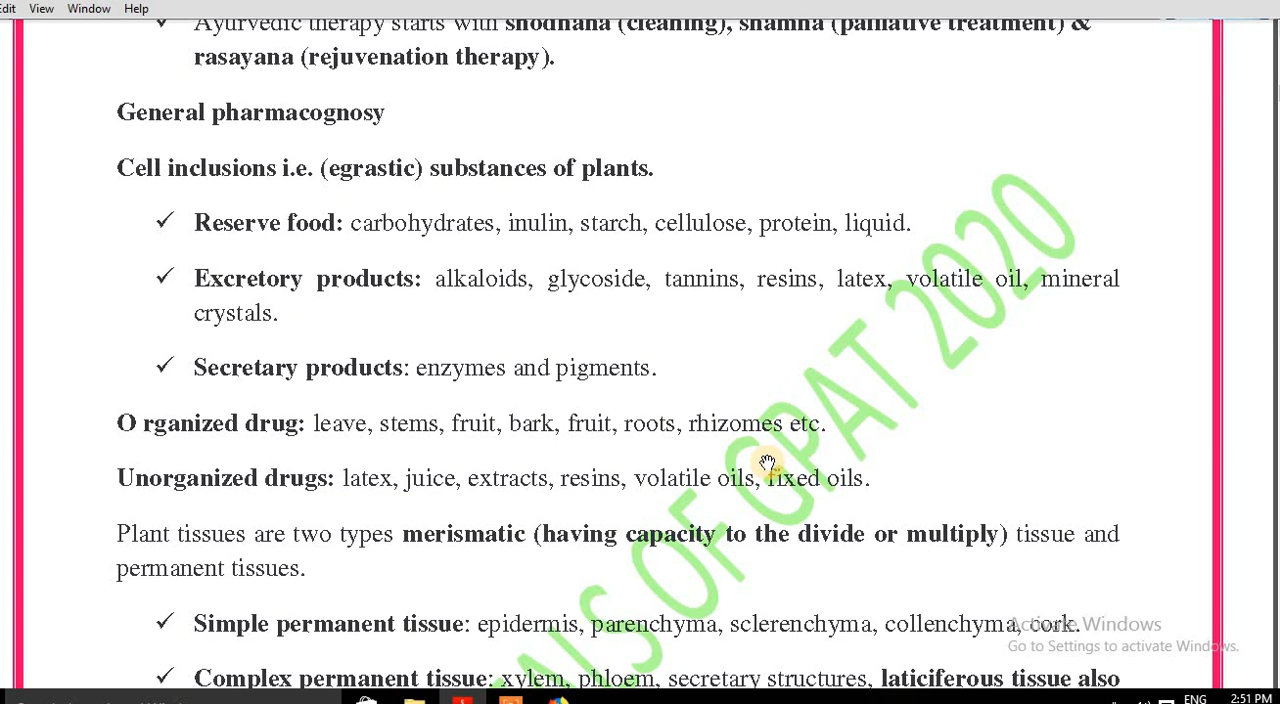 Edit View Window Help
✓ Ayurvedic therapy starts with shodhana (cleaning), shamna (palliative treatment) &
rasayana (rejuvenation therapy).
General pharmacognosy
Cell inclusions i.e. (egrastic) substances of plants.
✓ Reserve food: carbohydrates, inulin, starch, cellulose, protein, liquid.
✓ Excretory products: alkaloids, glycoside, tannins, resins, latex, volatile oil, mineral
crystals.
✓ Secretary products: enzymes and pigments.
O rganized drug: leave, stems, fruit, bark, fruit, roots, rhizomes etc.
Unorganized drugs: latex, juice, extracts, resins, volatile oils, fixed oils.
Plant tissues are two types merismatic (having capacity to the divide or multiply) tissue and
permanent tissues.
✓ Simple permanent tissue: epidermis, parenchyma, sclerenchyma, collenchyma, cork.
✓ Complex permanent tissue: xylem, phloem, secretary structures, laticiferous tissue also
OF GPAT 2020
Activate Windows
Go to Settings to activate Windows.
ENG 2:51 PM